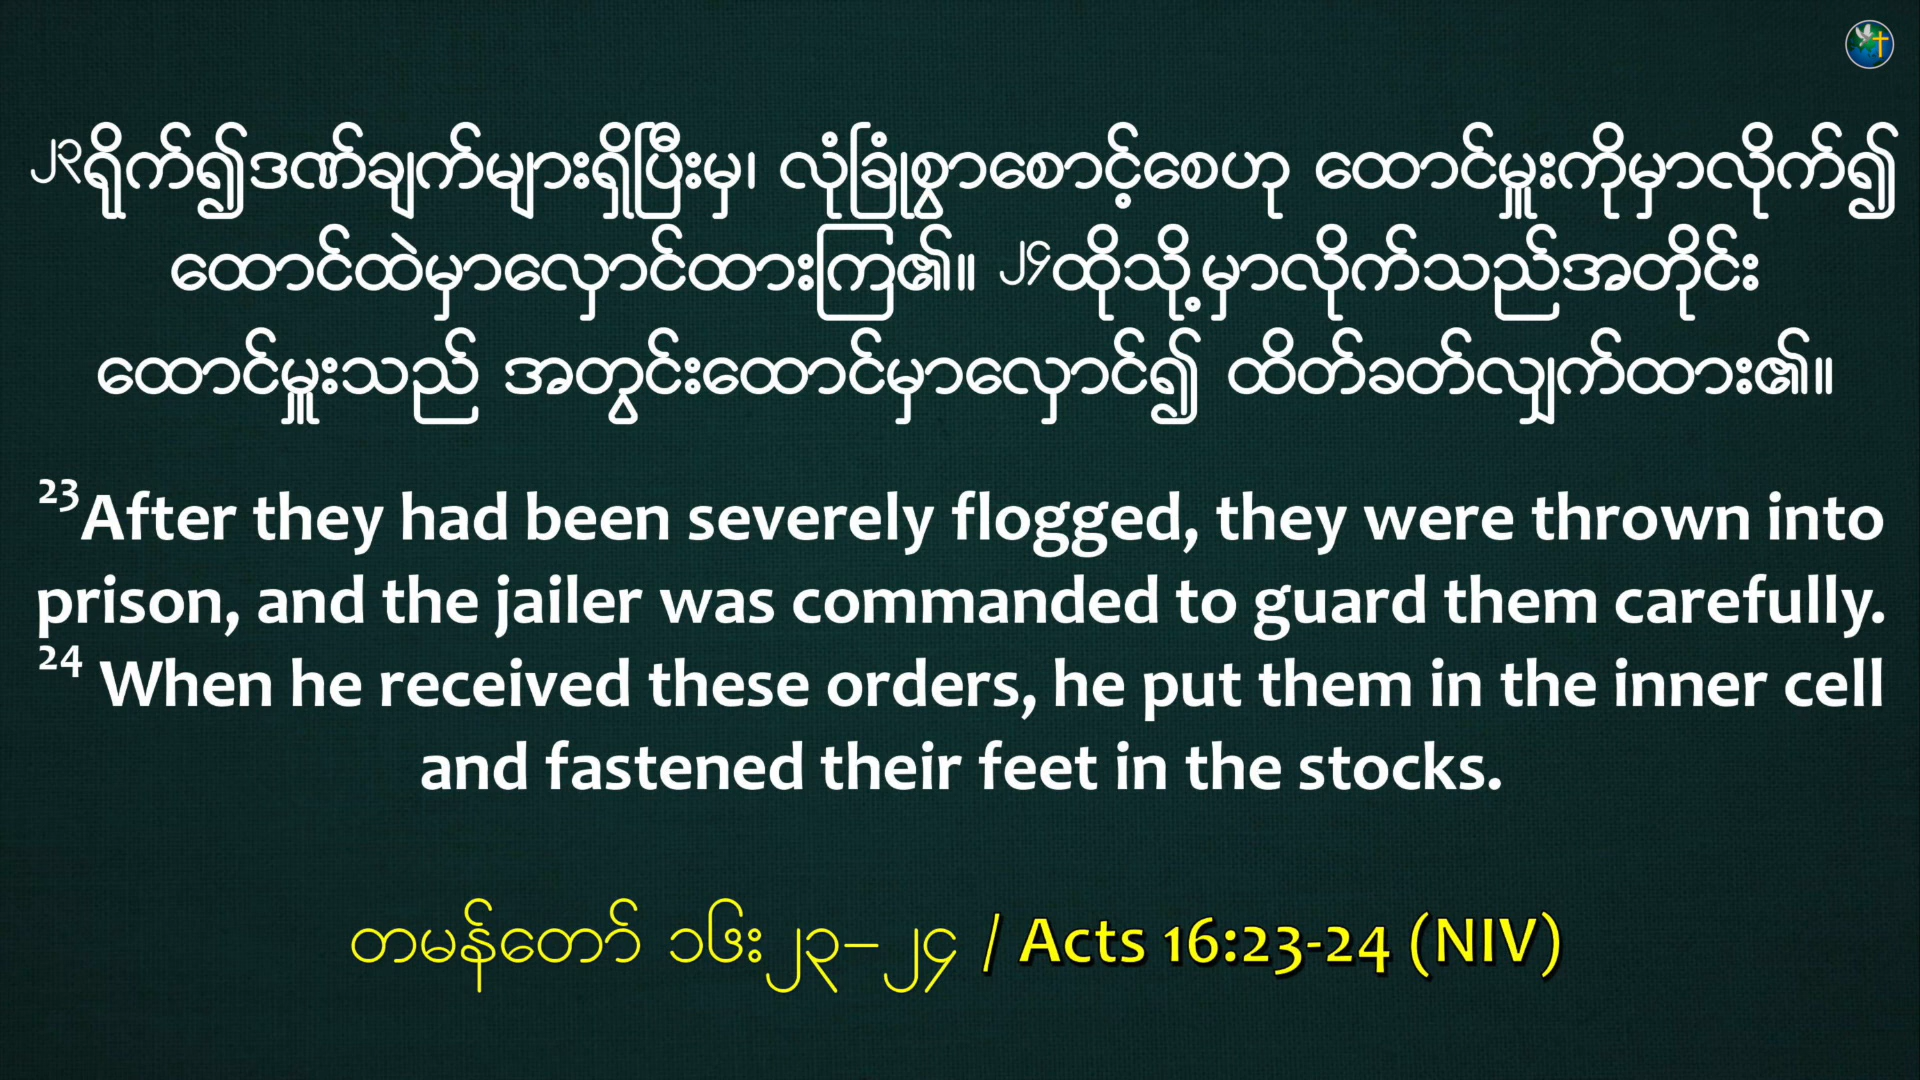 ၂၃ရိုက်၍ဒဏ်ချက်များရှိပြီးမှ၊ လုံခြုံစွာစောင့်စေဟု ထောင်မှူးကိုမှာလိုက်၍
ထောင်ထဲမှာလှောင်ထားကြ၏။ ၂၄ထိုသို့မှာလိုက်သည်အတိုင်း
ထောင်မှူးသည် အတွင်းထောင်မှာလှောင်၍ ထိတ်ခတ်လျှက်ထား၏။
23After they had been severely flogged, they were thrown into
prison, and the jailer was commanded to guard them carefully.
24 When he received these orders, he put them in the inner cell
and fastened their feet in the stocks.
တမန်တော် ၁၆း၂၃–၂၄ / Acts 16:23-24 (NIV)